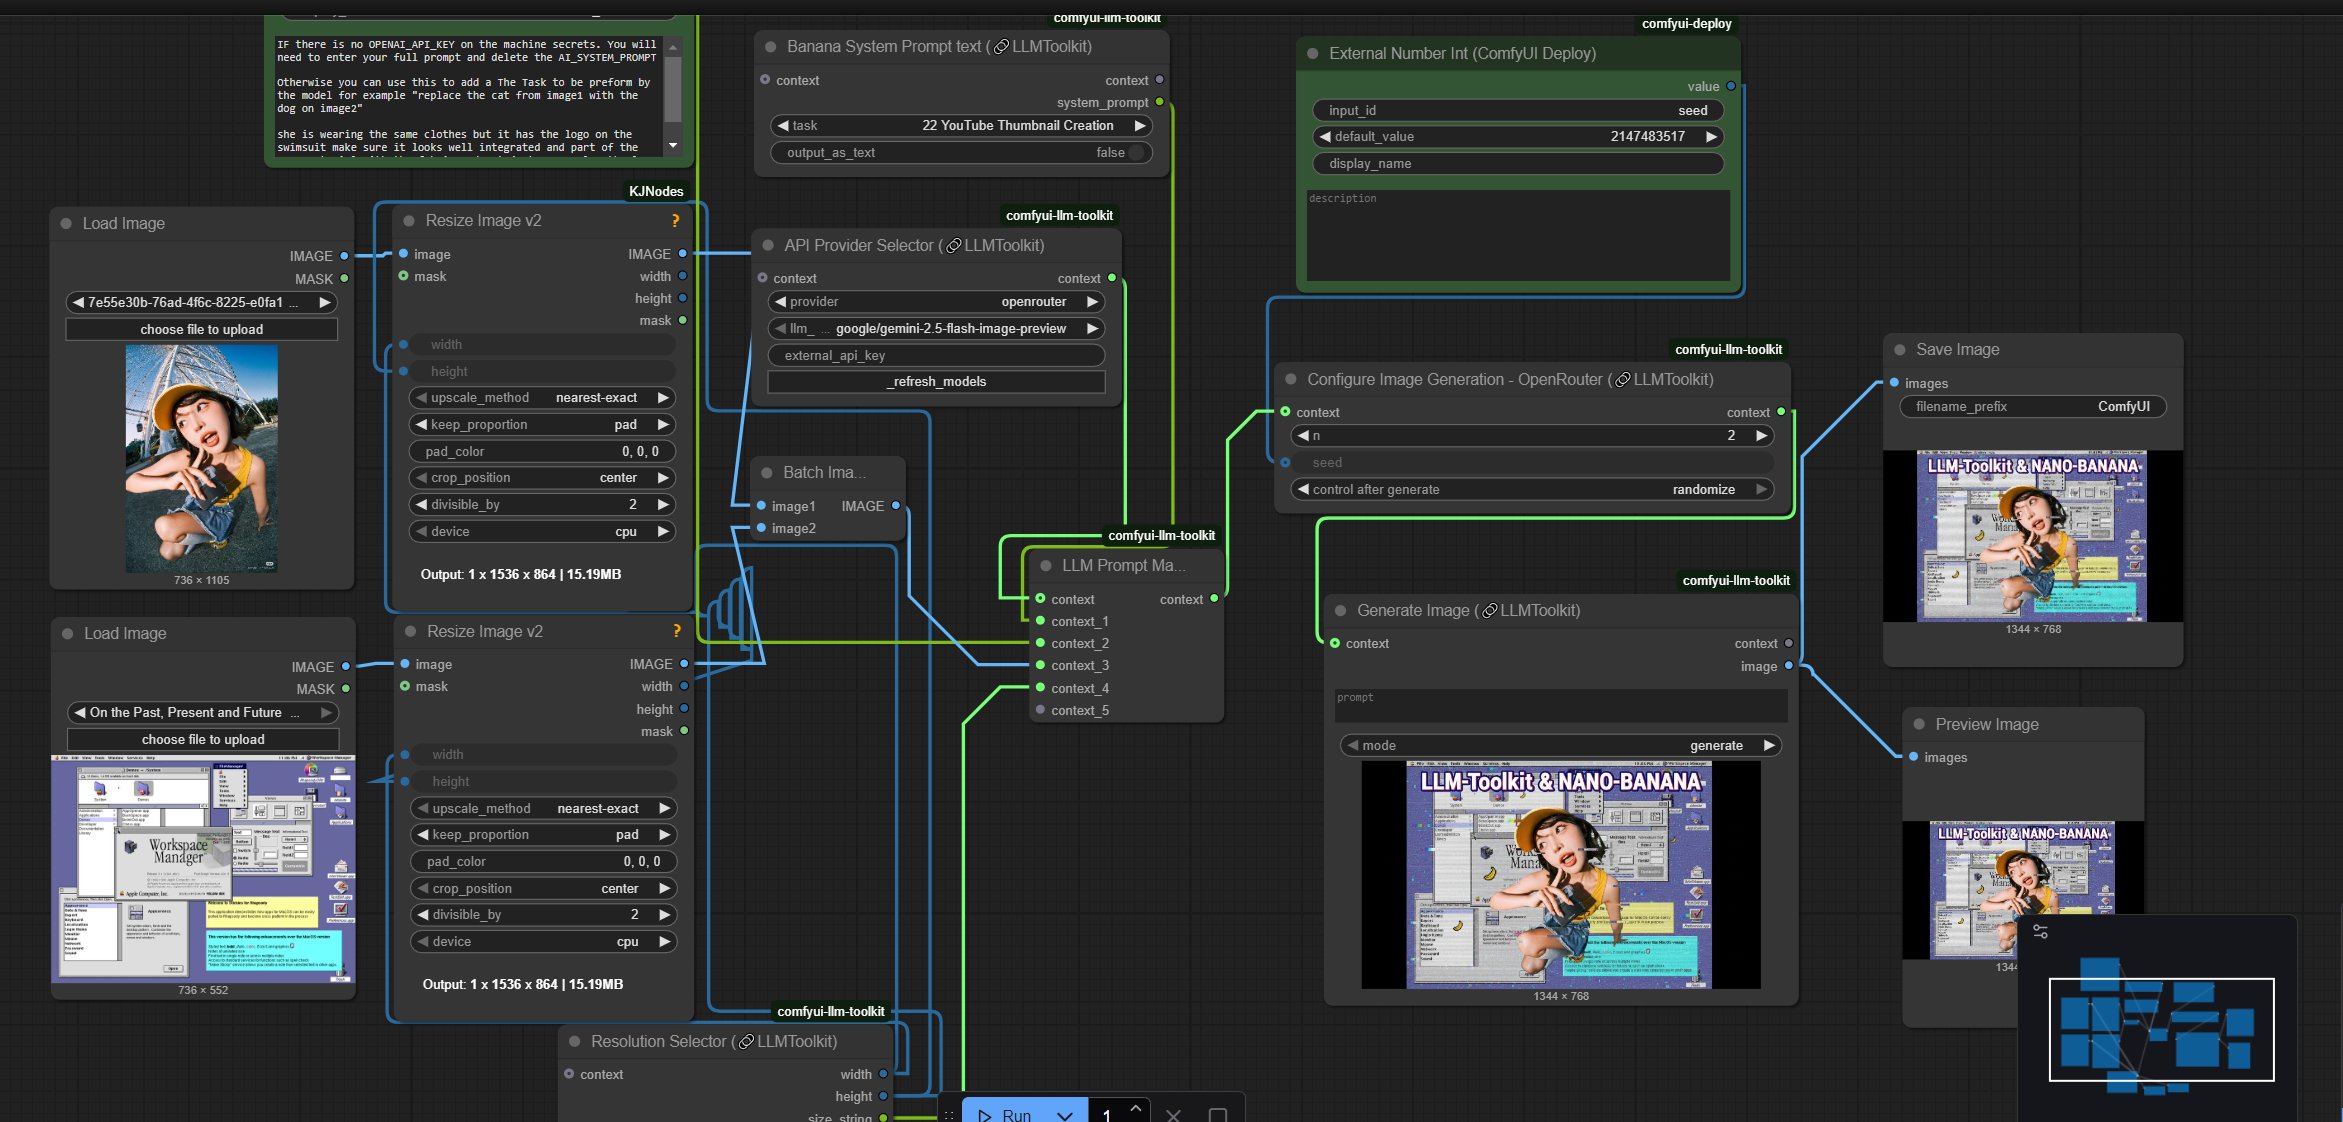 IF there is no OPENAI_API_KEY on the machine secrets. You will
need to enter your full prompt and delete the AI_SYSTEM_PROMPT
Otherwise you can use this to add a The Task to be preform by
the model for example "replace the cat from image1 with the
dog on image2"
she is wearing the same clothes but it has the logo on the
swimsuit make sure it looks well integrated and part of the
comfyui-llm-toolkit
Banana System Prompt text ( LLMToolkit)
context
context
system_prompt
task
22 YouTube Thumbnail Creation
output_as_text
false
comfyui-deploy
External Number Int (ComfyUI Deploy)
value
input_id
seed
default_value
2147483517
display_name
description
Load Image
IMAGE
MASK
7e55e30b-76ad-4f6c-8225-e0fa1 ...
choose file to upload
736 × 1105
KJNodes
Resize Image v2
?
image
IMAGE
mask
width
height
mask
width
height
upscale_method
nearest-exact
keep_proportion
pad
pad_color
0, 0, 0
crop_position
center
divisible_by
2
device
cpu
Output: 1 x 1536 x 864 | 15.19MB
comfyui-llm-toolkit
API Provider Selector ( LLMToolkit)
context
context
provider
openrouter
llm_ ...
google/gemini-2.5-flash-image-preview
external_api_key
_refresh_models
Batch Ima...
image1
IMAGE
image2
comfyui-llm-toolkit
LLM Prompt Ma...
context
context
context_1
context_2
context_3
context_4
context_5
comfyui-llm-toolkit
Configure Image Generation - OpenRouter ( LLMToolkit)
context
context
n
2
seed
control after generate
randomize
comfyui-llm-toolkit
Generate Image ( LLMToolkit)
context
context
image
prompt
mode
generate
LLM-Toolkit & NANO-BANANA
1344 × 768
Save Image
images
filename_prefix
ComfyUI
LLM-Toolkit & NANO-BANANA
1344 × 768
Preview Image
images
LLM-Toolkit & NANO-BANANA
Load Image
IMAGE
MASK
On the Past, Present and Future ...
choose file to upload
Workspace
Manager
Apple Computer, Inc.
736 × 552
Resize Image v2
?
image
IMAGE
mask
width
height
mask
width
height
upscale_method
nearest-exact
keep_proportion
pad
pad_color
0, 0, 0
crop_position
center
divisible_by
2
device
cpu
Output: 1 x 1536 x 864 | 15.19MB
comfyui-llm-toolkit
Resolution Selector ( LLMToolkit)
context
width
height
size_string
Run
1